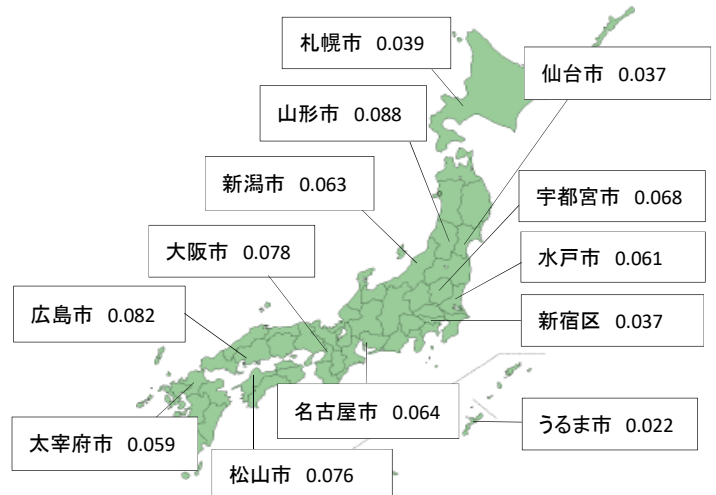 札幌市 0.039
仙台市 0.037
山形市 0.088
新潟市 0.063
宇都宮市 0.068
大阪市 0.078
水戸市 0.061
広島市 0.082
新宿区 0.037
名古屋市 0.064
うるま市 0.022
太宰府市 0.059
松山市 0.076